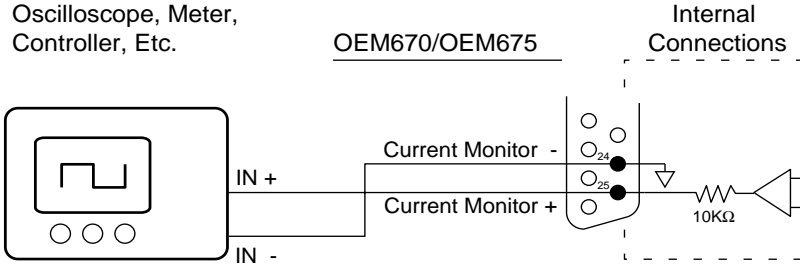 Oscilloscope, Meter,
Controller, Etc.
OEM670/OEM675
Internal
Connections
Current Monitor -
24
IN +
25
Current Monitor +
10KΩ
IN -